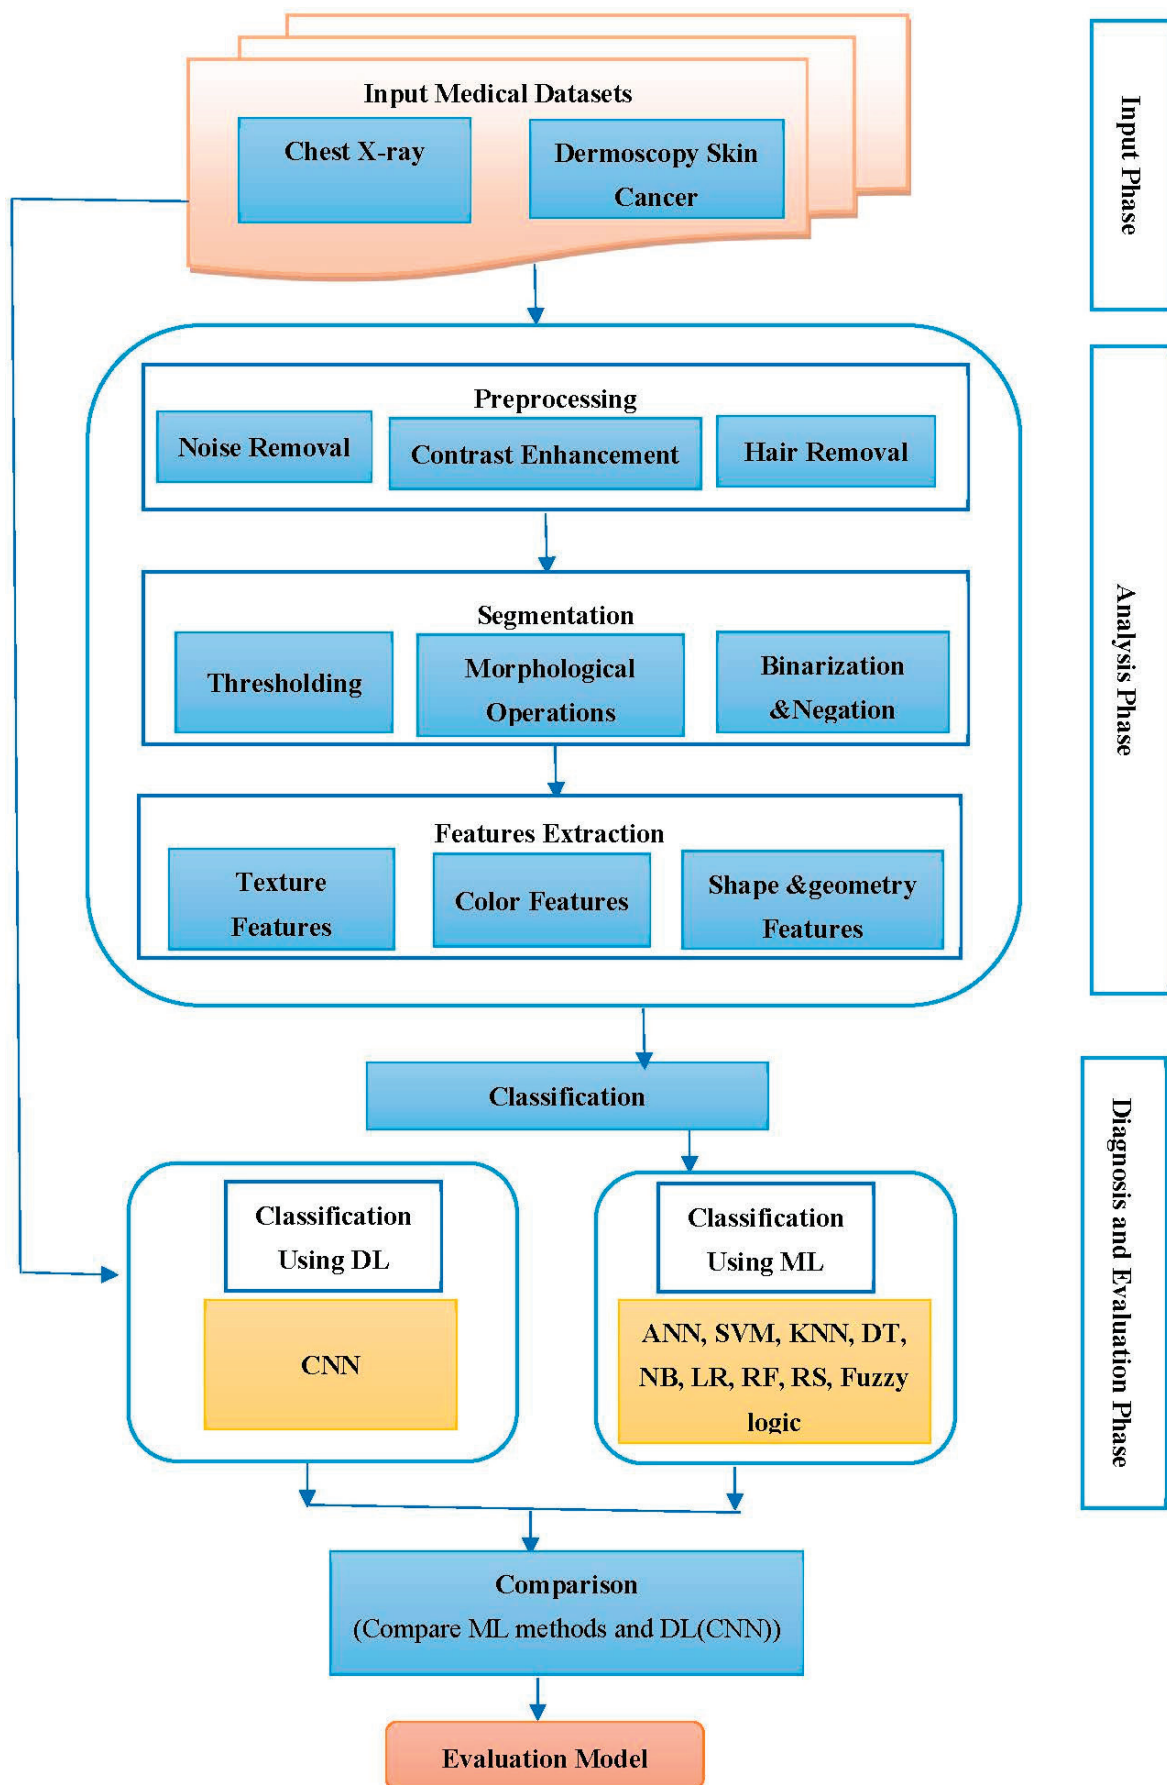 Input Medical Datasets
Chest X-ray
Dermoscopy Skin
Cancer
Input Phase
Preprocessing
Noise Removal
Contrast Enhancement
Hair Removal
Segmentation
Thresholding
Morphological
Operations
Binarization
&Negation
Features Extraction
Texture
Features
Color Features
Shape &geometry
Features
Analysis Phase
Classification
Classification
Using DL
CNN
Classification
Using ML
ANN, SVM, KNN, DT,
NB, LR, RF, RS, Fuzzy
logic
Diagnosis and Evaluation Phase
Comparison
(Compare ML methods and DL(CNN))
Evaluation Model